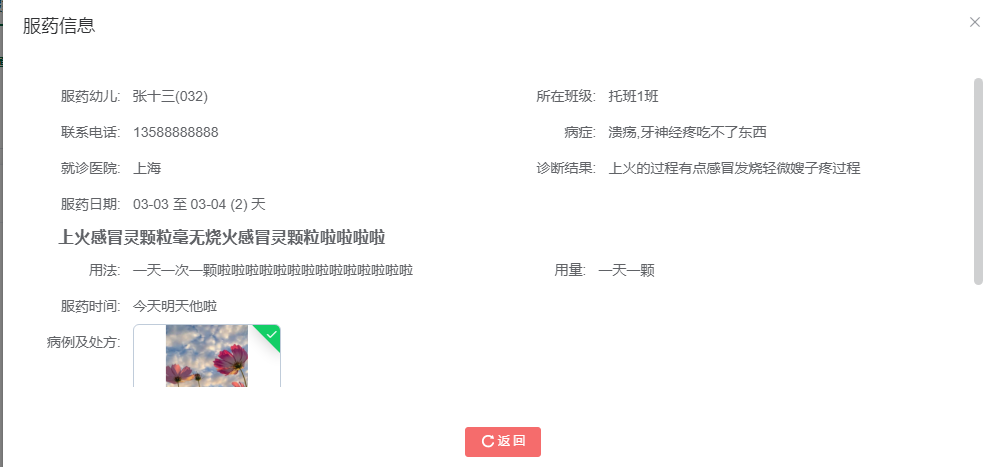 服药信息
服药幼儿: 张十三(032) 所在班级: 托班1班
联系电话: 13588888888 病症: 溃疡,牙神经疼吃不了东西
就诊医院: 上海 诊断结果: 上火的过程有点感冒发烧轻微嫂子疼过程
服药日期: 03-03 至 03-04 (2) 天
上火感冒灵颗粒毫无烧火感冒灵颗粒啦啦啦啦
用法: 一天一次一颗啦啦啦啦啦啦啦啦啦啦啦啦啦啦 用量: 一天一颗
服药时间: 今天明天他啦
病例及处方:
返回